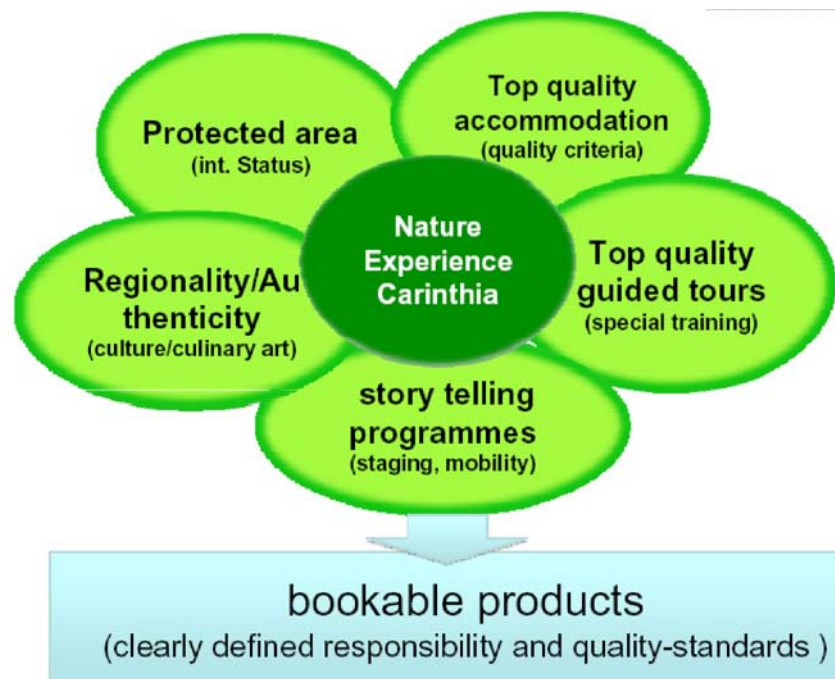 Protected area
(int. Status)
Top quality
accommodation
(quality criteria)
Nature
Experience
Carinthia
Regionality/Au
thenticity
(culture/culinary art)
Top quality
guided tours
(special training)
story telling
programmes
(staging, mobility)
bookable products
(clearly defined responsibility and quality-standards )